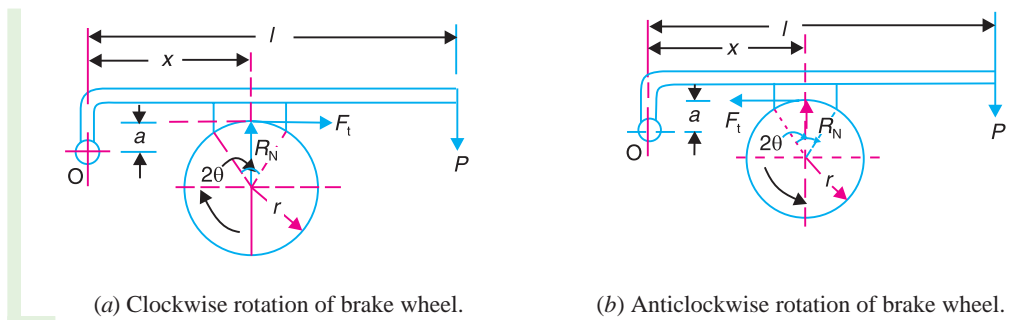 l
x
a
F_t
O
R_N
P
2θ
r
(a) Clockwise rotation of brake wheel.
l
x
a
F_t
R_N
O
P
2θ
r
(b) Anticlockwise rotation of brake wheel.